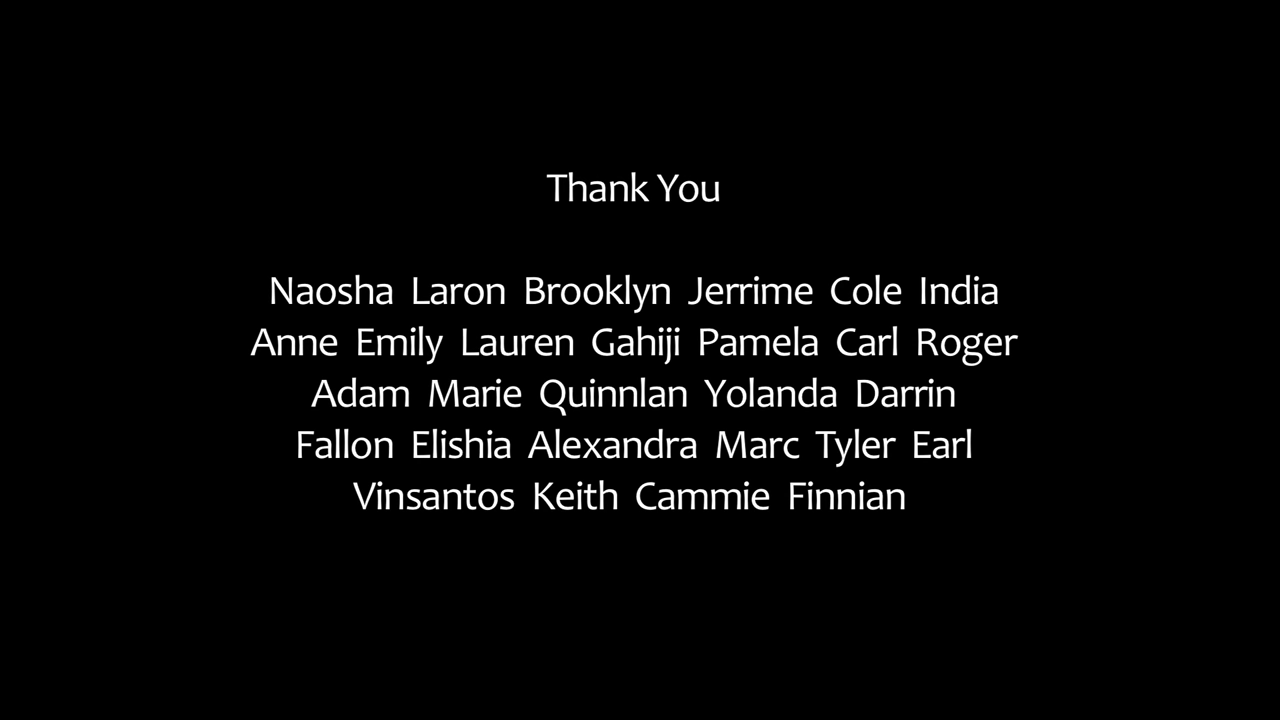 Thank You
Naosha Laron Brooklyn Jerrime Cole India
Anne Emily Lauren Gahiji Pamela Carl Roger
Adam Marie Quinnlan Yolanda Darrin
Fallon Elishia Alexandra Marc Tyler Earl
Vinsantos Keith Cammie Finnian